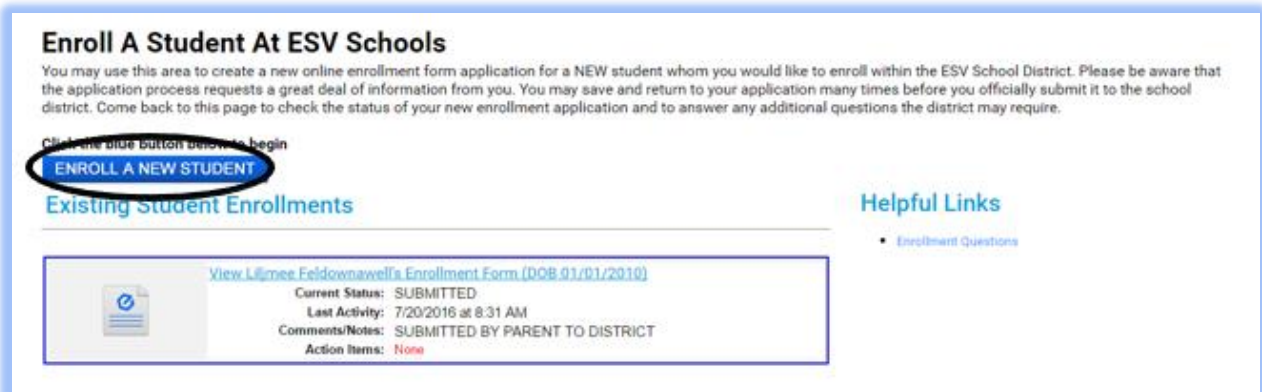 Enroll A Student At ESV Schools
You may use this area to create a new online enrollment form application for a NEW student whom you would like to enroll within the ESV School District. Please be aware that
the application process requests a great deal of information from you. You may save and return to your application many times before you officially submit it to the school
district. Come back to this page to check the status of your new enrollment application and to answer any additional questions the district may require.
Click the blue button below to begin
ENROLL A NEW STUDENT
Existing Student Enrollments
Helpful Links
• Enrollment Questions
View Liljmee Feldownawell's Enrollment Form (DOB 01/01/2010)
Current Status: SUBMITTED
Last Activity: 7/20/2016 at 8:31 AM
Comments/Notes: SUBMITTED BY PARENT TO DISTRICT
Action Items: None